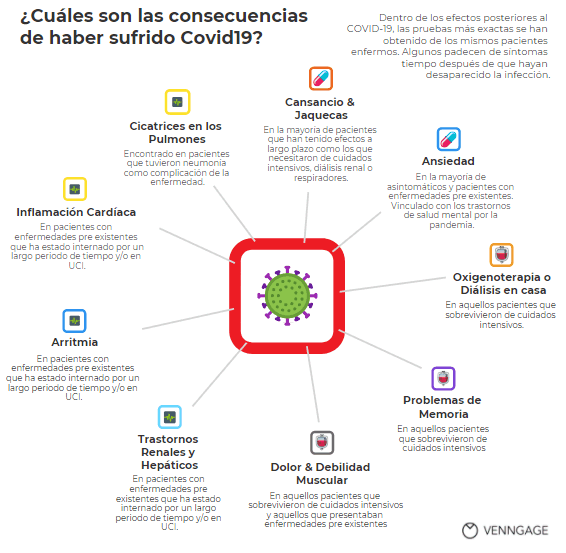 ¿Cuáles son las consecuencias
de haber sufrido Covid19?
Dentro de los efectos posteriores al
COVID-19, las pruebas más exactas se han
obtenido de los mismos pacientes
enfermos. Algunos padecen de síntomas
tiempo después de que hayan
desaparecido la infección.
Cansancio &
Jaquecas
En la mayoría de pacientes
que han tenido efectos a
largo plazo como los que
necesitaron de cuidados
intensivos, diálisis renal o
respiradores.
Cicatrices en los
Pulmones
Encontrado en pacientes
que tuvieron neumonía
como complicación de la
enfermedad.
Ansiedad
En la mayoría de
asintomáticos y pacientes con
enfermedades pre existentes.
Vinculado con los trastornos
de salud mental por la
pandemia.
Inflamación Cardíaca
En pacientes con
enfermedades pre existentes
que ha estado internado por un
largo periodo de tiempo y/o en
UCI.
Oxigenoterapia o
Diálisis en casa
En aquellos pacientes que
sobrevivieron de cuidados
intensivos.
Arritmia
En pacientes con
enfermedades pre existentes
que ha estado internado por un
largo periodo de tiempo y/o en
UCI.
Problemas de
Memoria
En aquellos pacientes
que sobrevivieron de
cuidados intensivos
Trastornos
Renales y
Hepáticos
En pacientes con
enfermedades pre
existentes que ha estado
internado por un largo
periodo de tiempo y/o en
UCI.
Dolor & Debilidad
Muscular
En aquellos pacientes que
sobrevivieron de cuidados intensivos
y aquellos que presentaban
enfermedades pre existentes
VENNGAGE